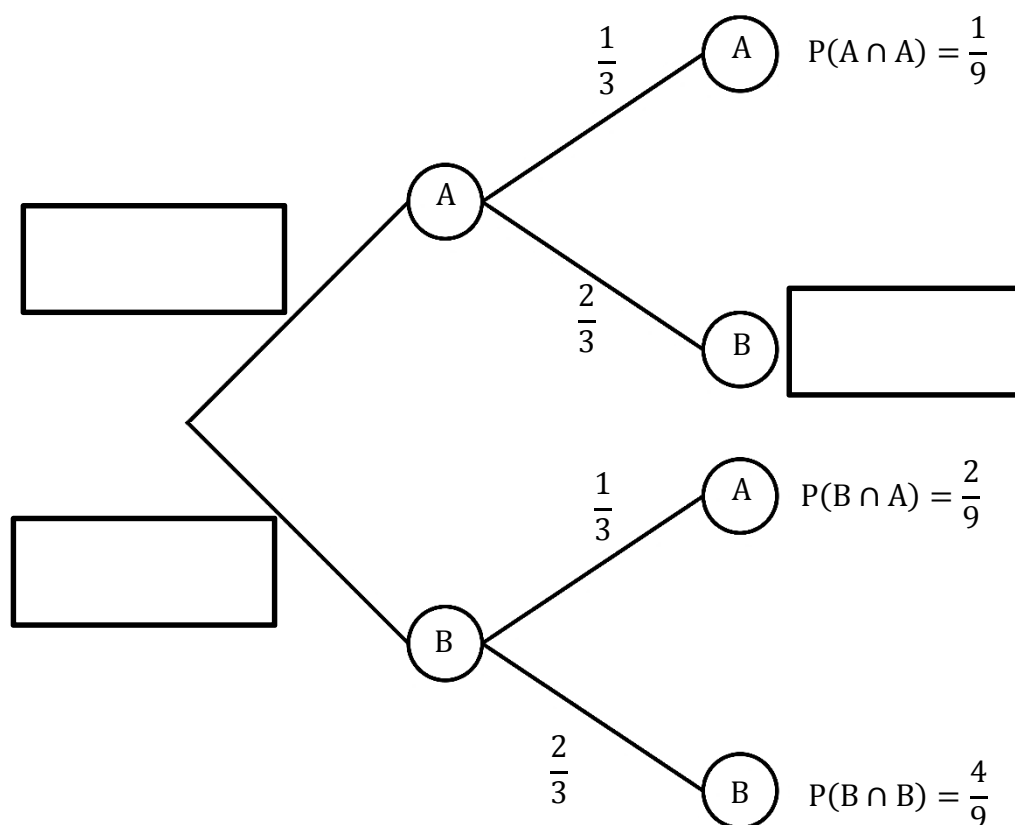 1/3
A
P(A ∩ A) = 1/9
A
2/3
B
1/3
A
P(B ∩ A) = 2/9
B
2/3
B
P(B ∩ B) = 4/9